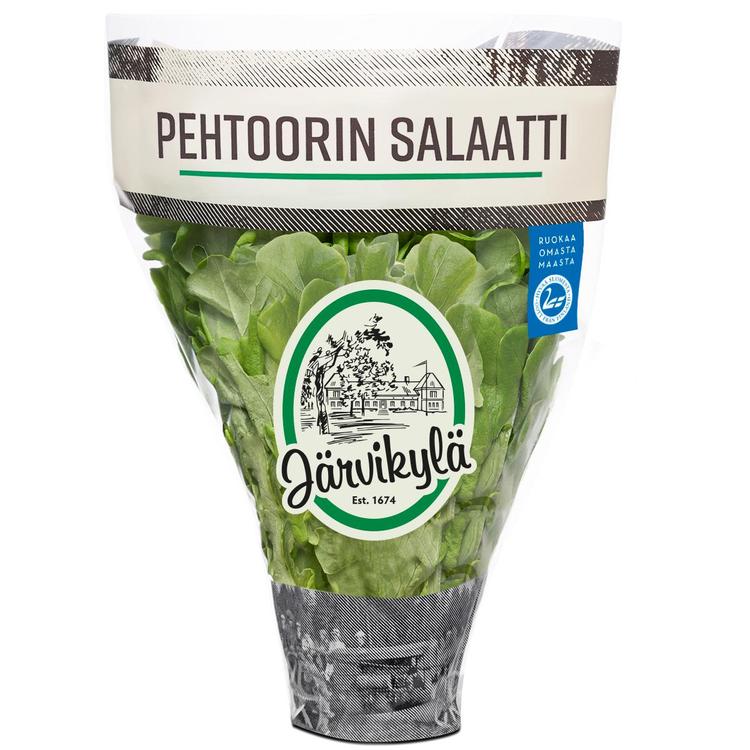 PEHTOORIN SALAATTI
RUOKAA
OMASTA
MAASTA
Järvikylä
Est. 1674